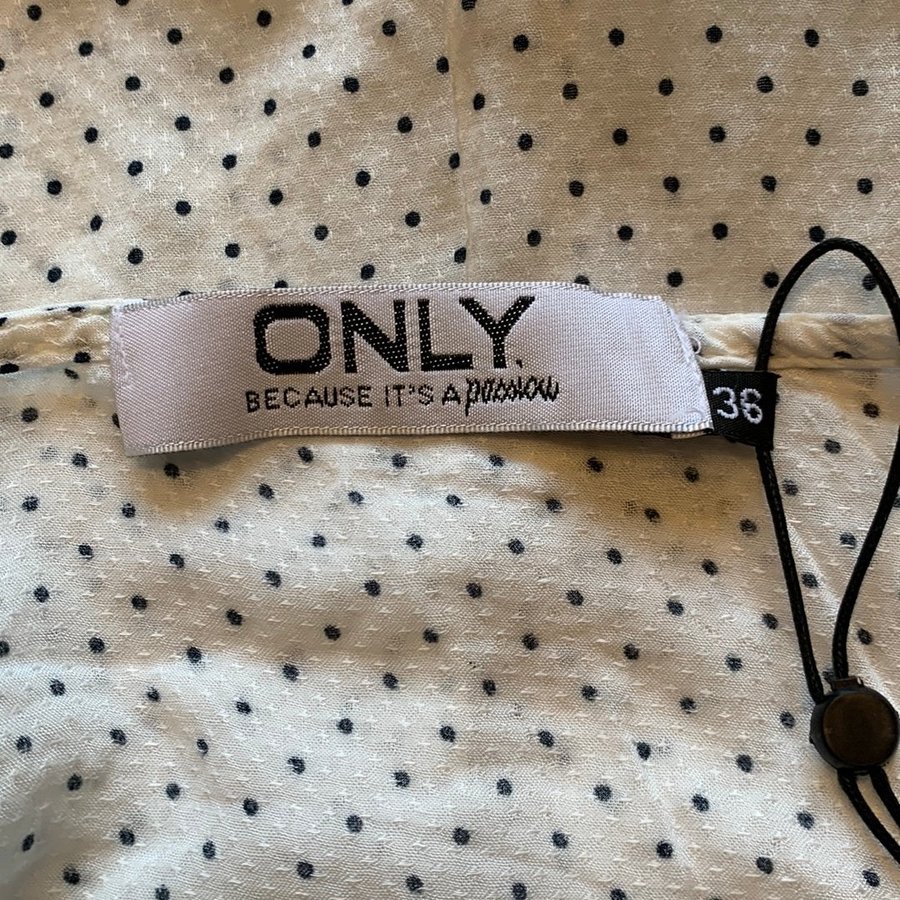 ONLY.
BECAUSE IT'S A passion
36